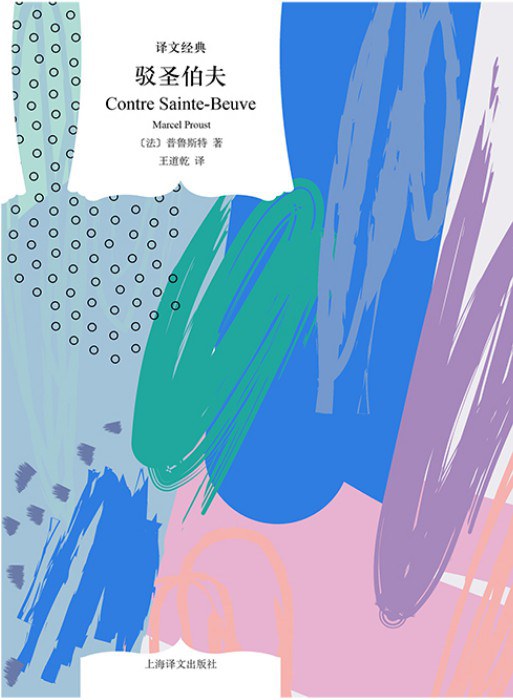 译文经典
驳圣伯夫
Contre Sainte-Beuve
Marcel Proust
〔法〕普鲁斯特 著
王道乾 译
上海译文出版社